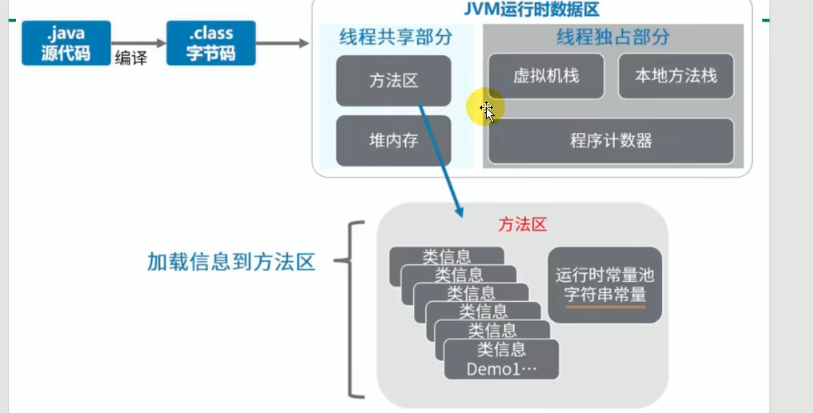 JVM运行时数据区
.java
源代码
编译
.class
字节码
线程共享部分
方法区
堆内存
线程独占部分
虚拟机栈
本地方法栈
程序计数器
加载信息到方法区
方法区
类信息
类信息
类信息
类信息
类信息
类信息
Demo1…
运行时常量池
字符串常量